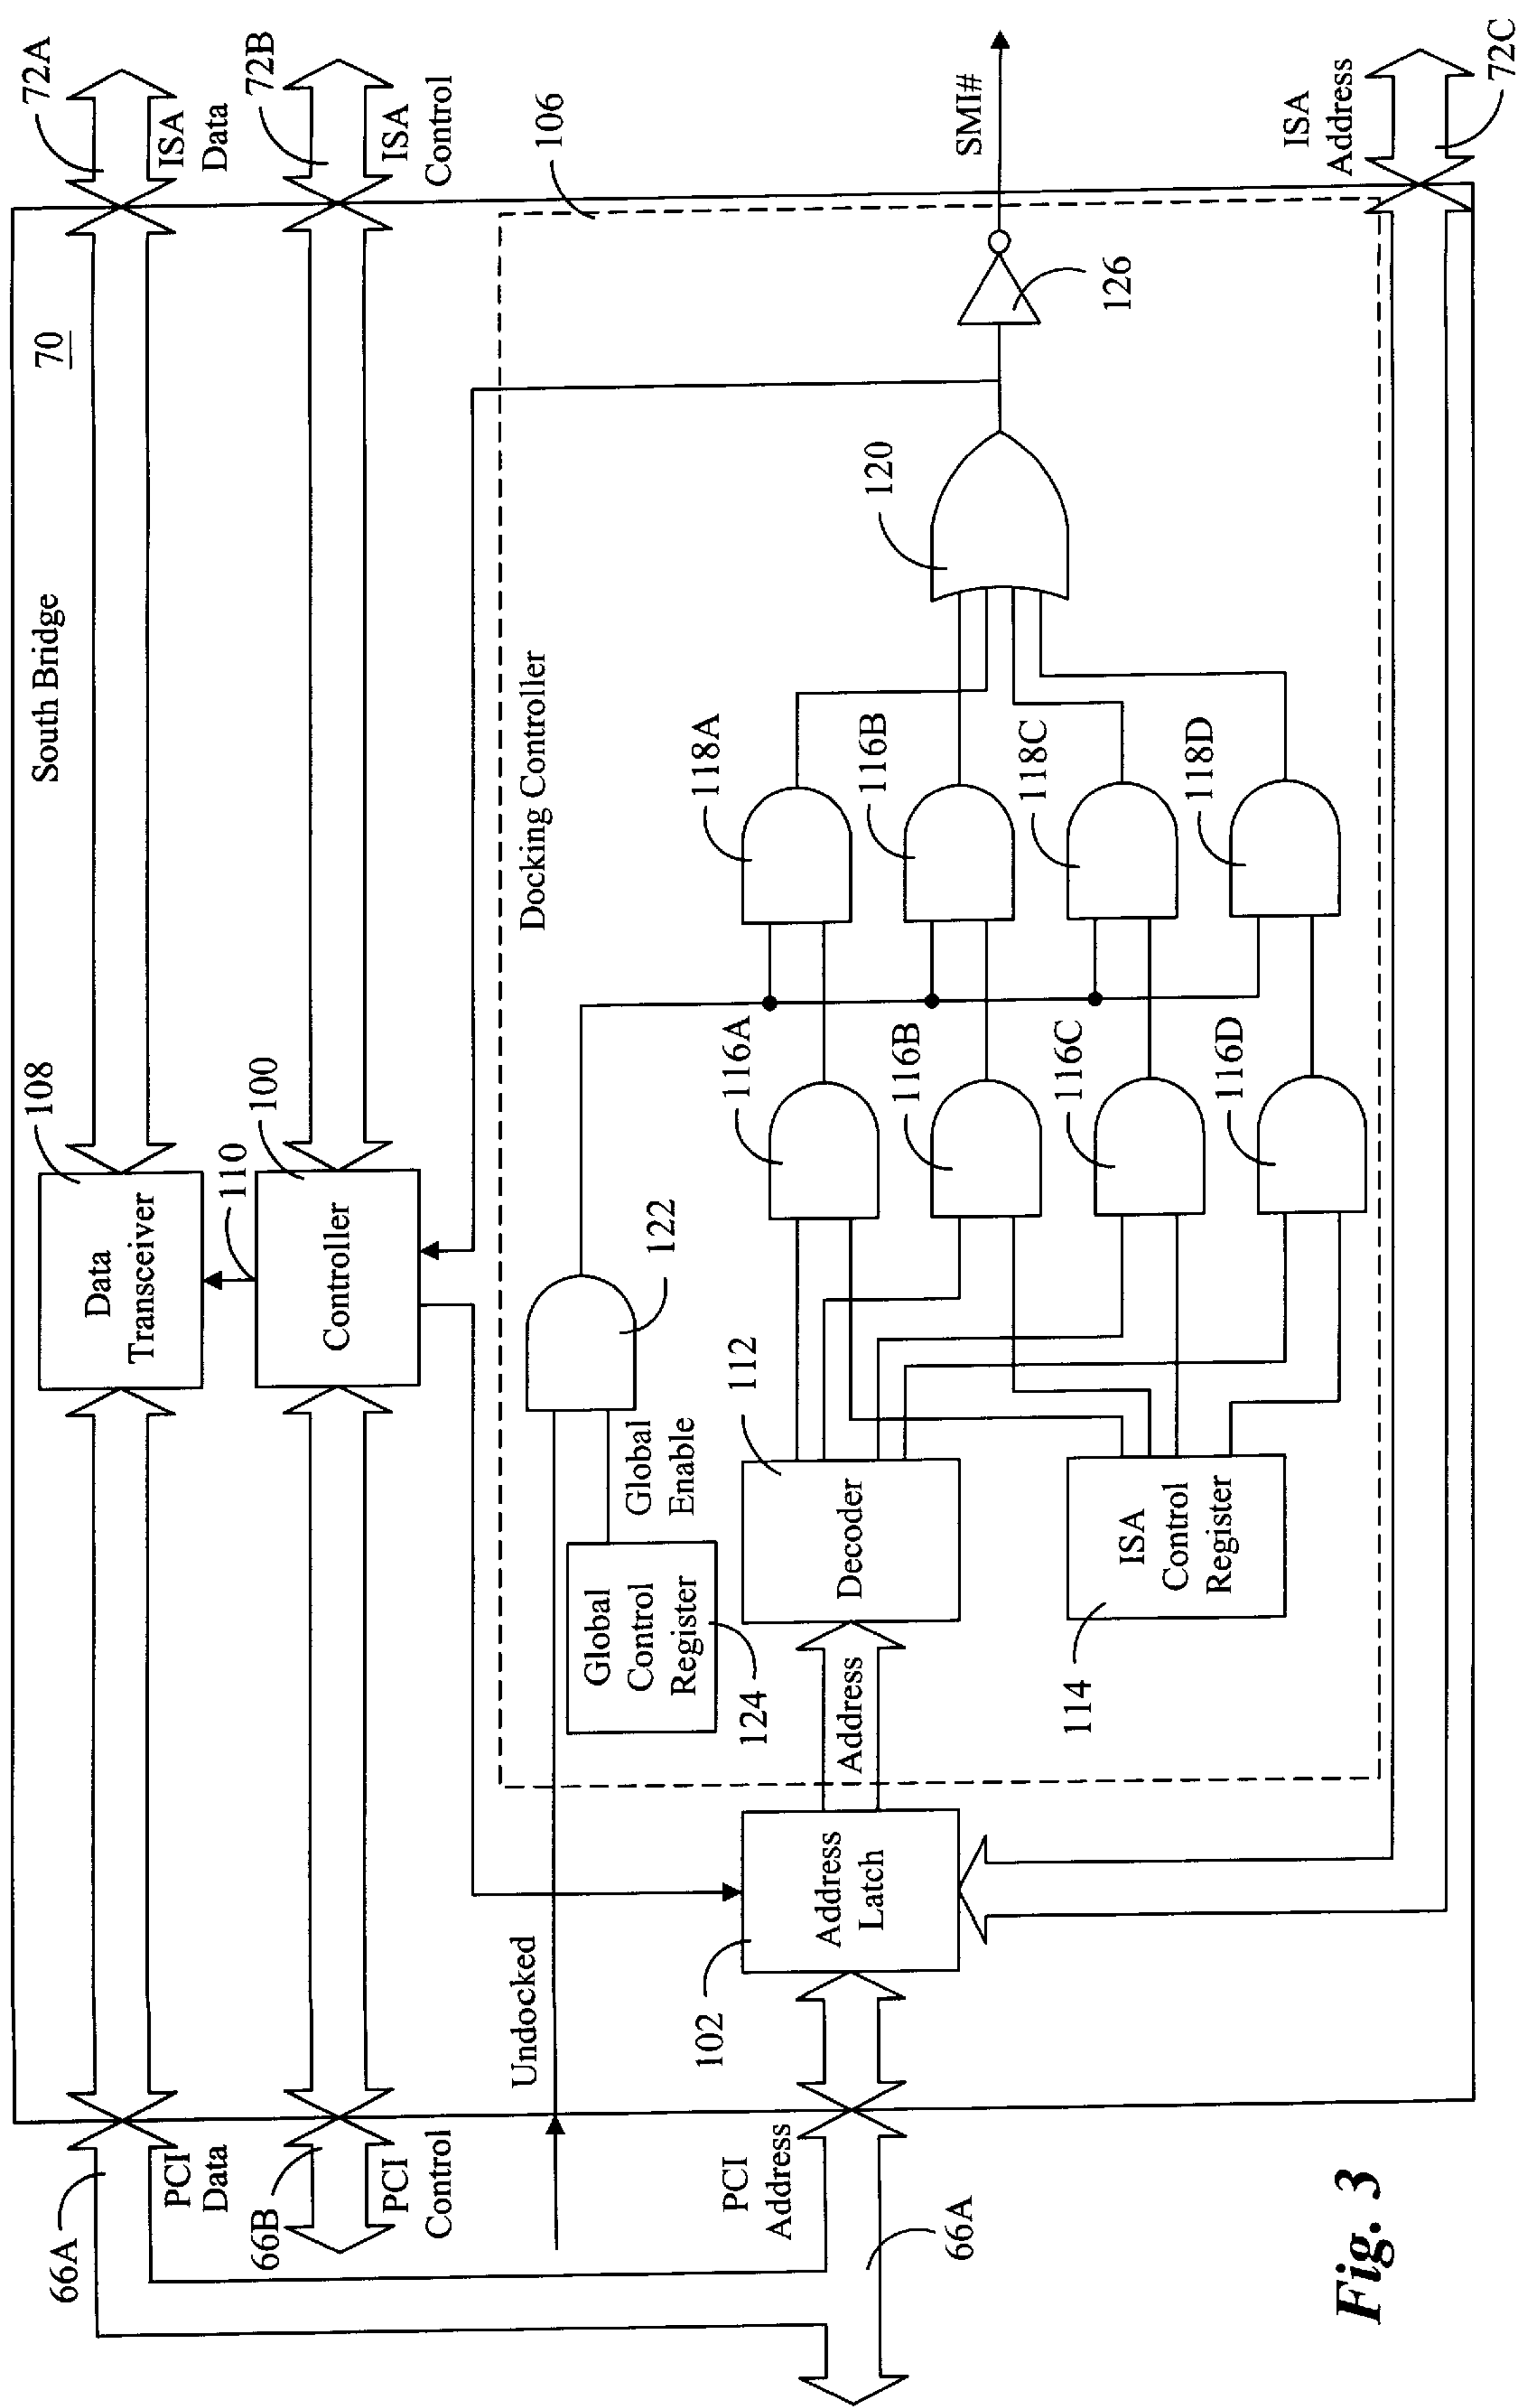 South Bridge
70
66A
PCI
Data
108
Data
Transceiver
72A
ISA
Data
110
66B
PCI
Control
100
Controller
72B
ISA
Control
Undocked
Docking Controller
106
Global
Control
Register
124
Global
Enable
122
PCI
Address
66A
102
Address
Latch
Address
112
Decoder
114
ISA
Control
Register
116A
116B
116C
116D
118A
116B
118C
118D
120
126
SMI#
ISA
Address
72C
Fig. 3